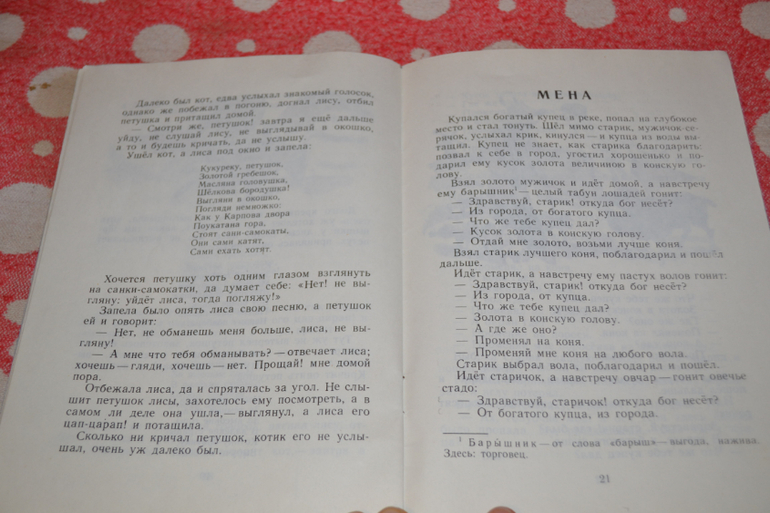 Далеко был кот, едва услыхал знакомый голосок,
однако же побежал в погоню, догнал лису, отбил
петушка и притащил домой.
— Смотри же, петушок! завтра я ещё дальше
уйду, не слушай лису, не выглядывай в окошко,
а то и будешь кричать, да не услышу.
Ушёл кот, а лиса под окно и запела:
Кукуреку, петушок,
Золотой гребешок,
Маслява головушка,
Шёлкова бородушка!
Выгляни в окошко,
Погляди немножко:
Как у Карпова двора
Поукатана гора,
Стоят сани-самокаты,
Они сами катят,
Сами ехать хотят.
Хочется петушку хоть одним глазом взглянуть
на санки-самокатки, да думает себе: «Нет! не вы-
гляну: уйдёт лиса, тогда погляжу!»
Запела было опять лиса свою песню, а петушок
ей и говорит:
— Нет, не обманешь меня больше, лиса, не вы-
гляну!
— А мне что тебя обманывать? — отвечает лиса;
хочешь — гляди, хочешь — нет. Прощай! мне домой
пора.
Отбежала лиса, да и спряталась за угол. Не слы-
шит петушок лисы, захотелось ему посмотреть, а в
самом ли деле она ушла, — выглянул, а лиса его
цап-царап! и потащила.
Сколько ни кричал петушок, котик его не услы-
шал, очень уж далеко был.
МЕНА
Купался богатый купец в реке, попал на глубокое
место и стал тонуть. Шёл мимо старик, мужичок-се-
рячок, услыхал крик, кинулся — и купца из воды вы-
тащил. Купец не знает, как старика благодарить:
позвал к себе в город, угостил хорошенько и по-
дарил ему кусок золота величиною в конскую го-
лову.
Взял золото мужичок и идёт домой, а навстречу
ему барышник¹ — целый табун лошадей гонит:
— Здравствуй, старик! откуда бог несёт?
— Из города, от богатого купца.
— Что же тебе купец дал?
— Кусок золота в конскую голову.
— Отдай мне золото, возьми лучше коня.
Взял старик лучшего коня, поблагодарил и пошёл
дальше.
Идёт старик, а навстречу ему пастух волов гонит:
— Здравствуй, старик! откуда бог несёт?
— Из города, от купца.
— Что же тебе купец дал?
— Золота в конскую голову.
— А где же оно?
— Променял на коня.
— Променяй мне коня на любого вола.
Старик выбрал вола, поблагодарил и пошёл.
Идёт старичок, а навстречу овчар — гонит овечье
стадо:
— Здравствуй, старичок! откуда бог несёт?
— От богатого купца, из города.
¹ Бары́шник — от слова «барыш» — выгода, нажива.
Здесь: торговец.
21